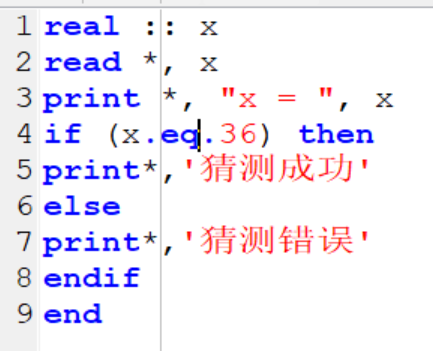 1 real :: x
2 read *, x
3 print *, "x = ", x
4 if (x.eq.36) then
5 print*,'猜测成功'
6 else
7 print*,'猜测错误'
8 endif
9 end